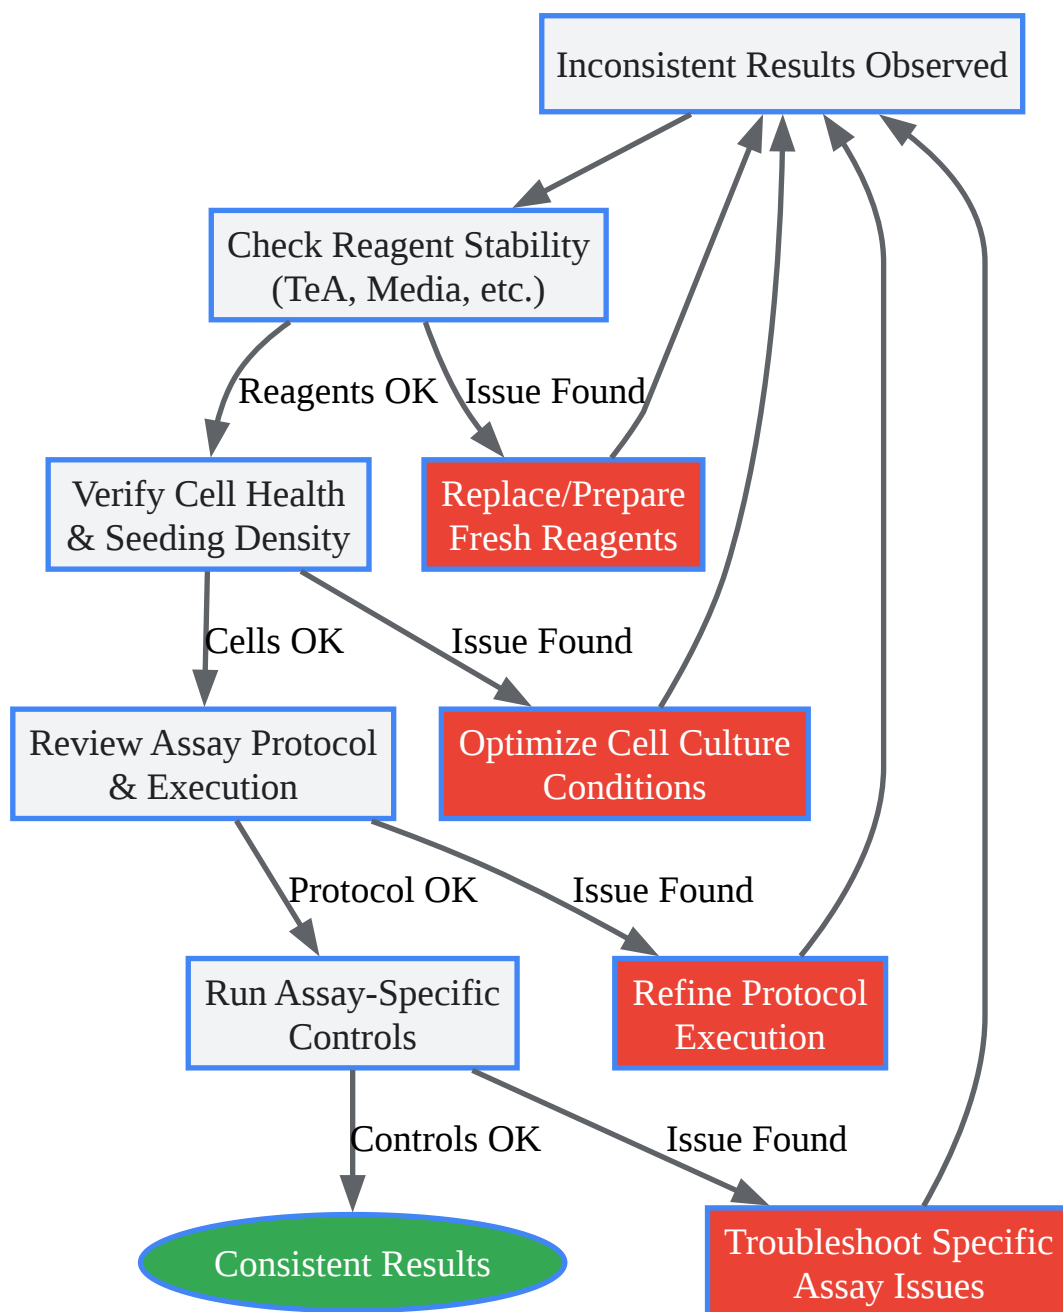 Inconsistent Results Observed
Check Reagent Stability
(TeA, Media, etc.)
Reagents OK
Issue Found
Verify Cell Health
& Seeding Density
Replace/Prepare
Fresh Reagents
Cells OK
Issue Found
Review Assay Protocol
& Execution
Optimize Cell Culture
Conditions
Protocol OK
Issue Found
Run Assay-Specific
Controls
Refine Protocol
Execution
Controls OK
Issue Found
Consistent Results
Troubleshoot Specific
Assay Issues